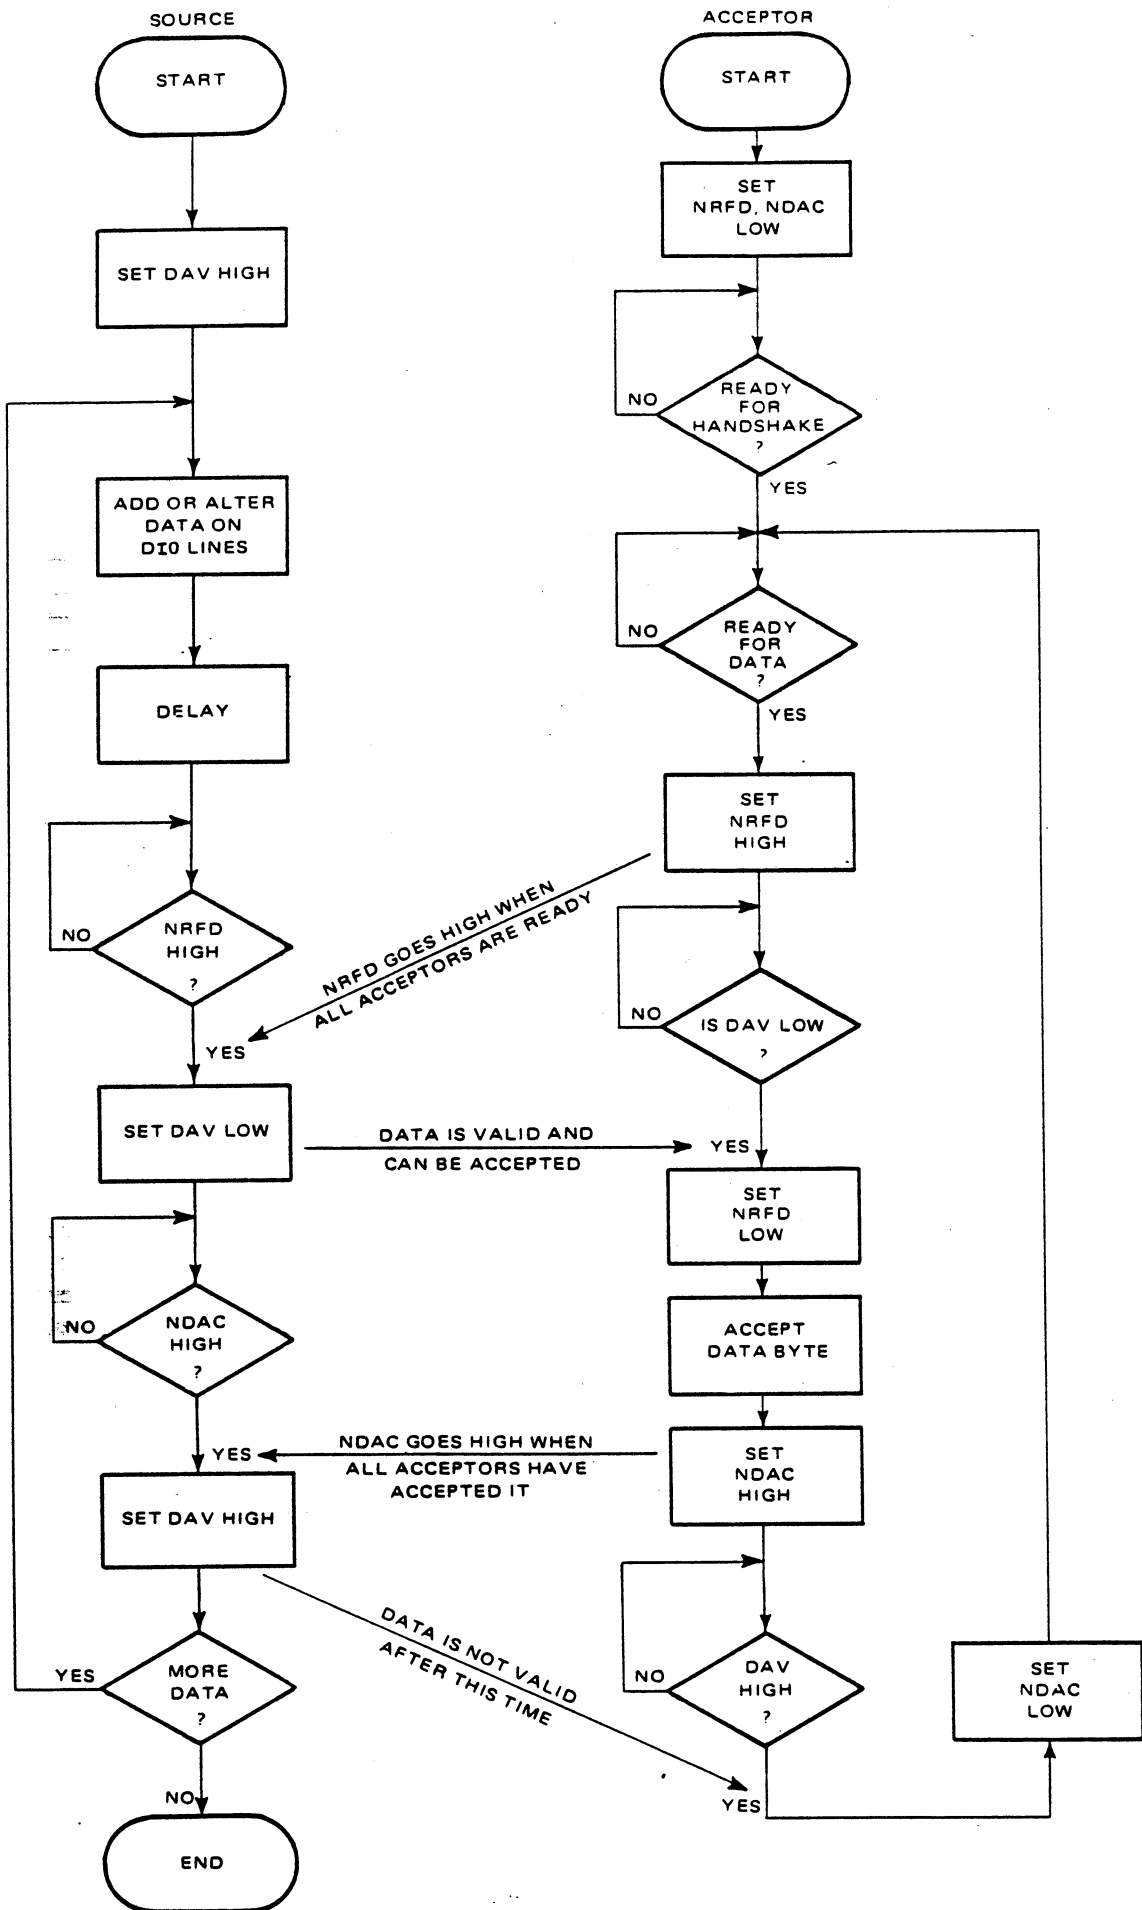 SOURCE
START
SET DAV HIGH
ADD OR ALTER
DATA ON
DIO LINES
DELAY
NO
NRFD
HIGH
?
YES
SET DAV LOW
NO
NDAC
HIGH
?
YES
SET DAV HIGH
YES
MORE
DATA
?
NO
END
NRFD GOES HIGH WHEN
ALL ACCEPTORS ARE READY
DATA IS VALID AND
CAN BE ACCEPTED
NDAC GOES HIGH WHEN
ALL ACCEPTORS HAVE
ACCEPTED IT
DATA IS NOT VALID
AFTER THIS TIME
ACCEPTOR
START
SET
NRFD, NDAC
LOW
NO
READY
FOR
HANDSHAKE
?
YES
NO
READY
FOR
DATA
?
YES
SET
NRFD
HIGH
NO
IS DAV LOW
?
YES
SET
NRFD
LOW
ACCEPT
DATA BYTE
SET
NDAC
HIGH
NO
DAV
HIGH
?
YES
SET
NDAC
LOW